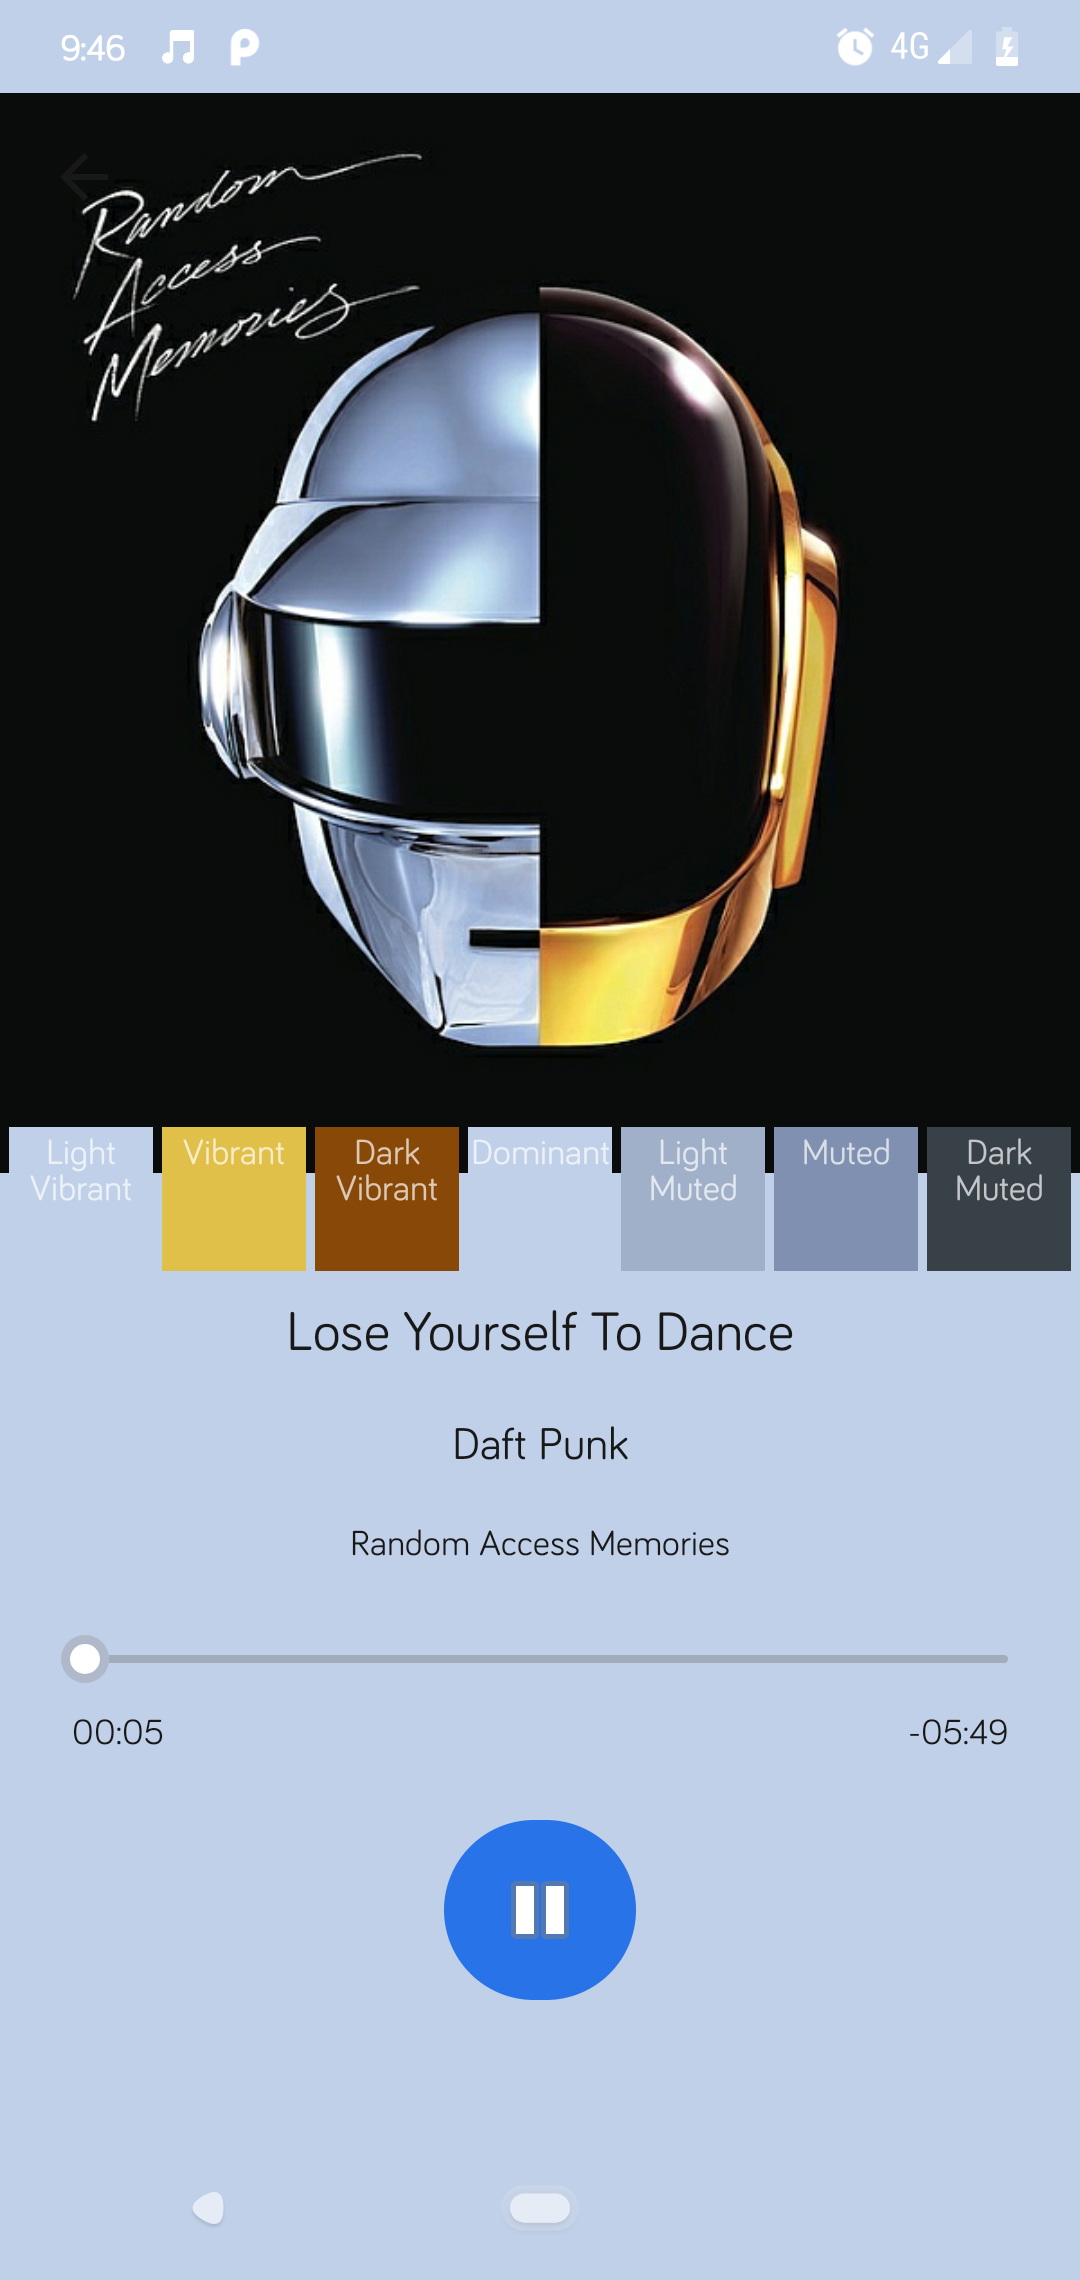 9:46
4G
Random
Access
Memories
Light
Vibrant
Vibrant
Dark
Vibrant
Dominant
Light
Muted
Muted
Dark
Muted
Lose Yourself To Dance
Daft Punk
Random Access Memories
00:05
-05:49